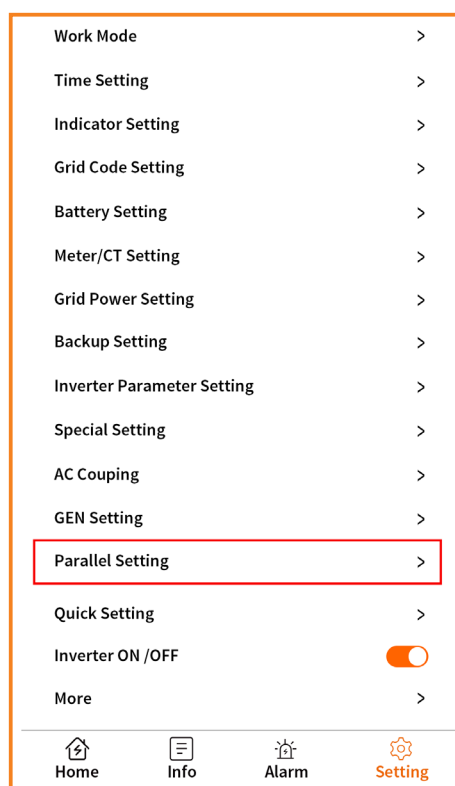 Work Mode >
Time Setting >
Indicator Setting >
Grid Code Setting >
Battery Setting >
Meter/CT Setting >
Grid Power Setting >
Backup Setting >
Inverter Parameter Setting >
Special Setting >
AC Couping >
GEN Setting >
Parallel Setting >
Quick Setting >
Inverter ON /OFF
More >
Home Info Alarm Setting